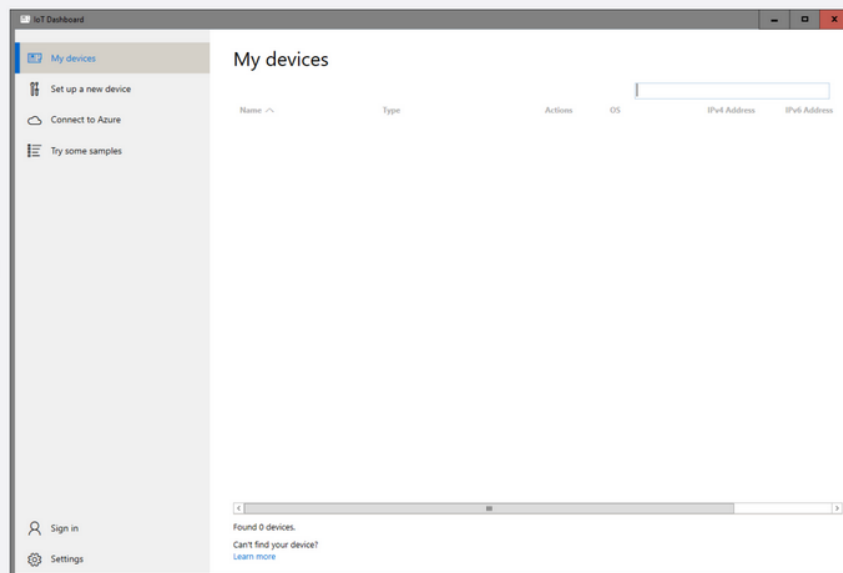 IoT Dashboard
My devices
Set up a new device
Connect to Azure
Try some samples
Sign in
Settings
My devices
Name Type Actions OS IPv4 Address IPv6 Address
Found 0 devices.
Can't find your device?
Learn more